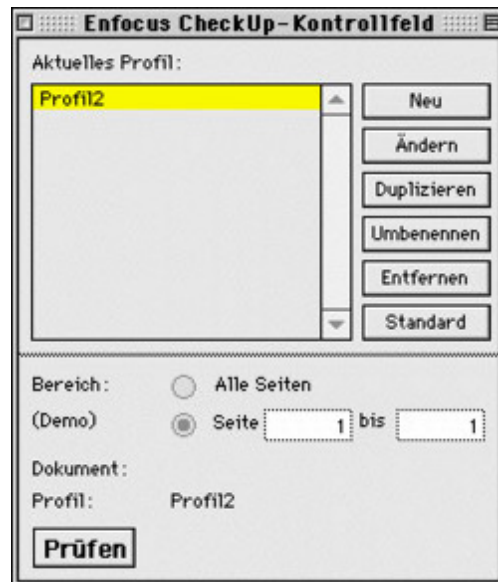 Enfocus CheckUp-Kontrollfeld
Aktuelles Profil:
Profil2
Neu
Ändern
Duplizieren
Umbenennen
Entfernen
Standard
Bereich: Alle Seiten
(Demo) Seite 1 bis 1
Dokument:
Profil: Profil2
Prüfen